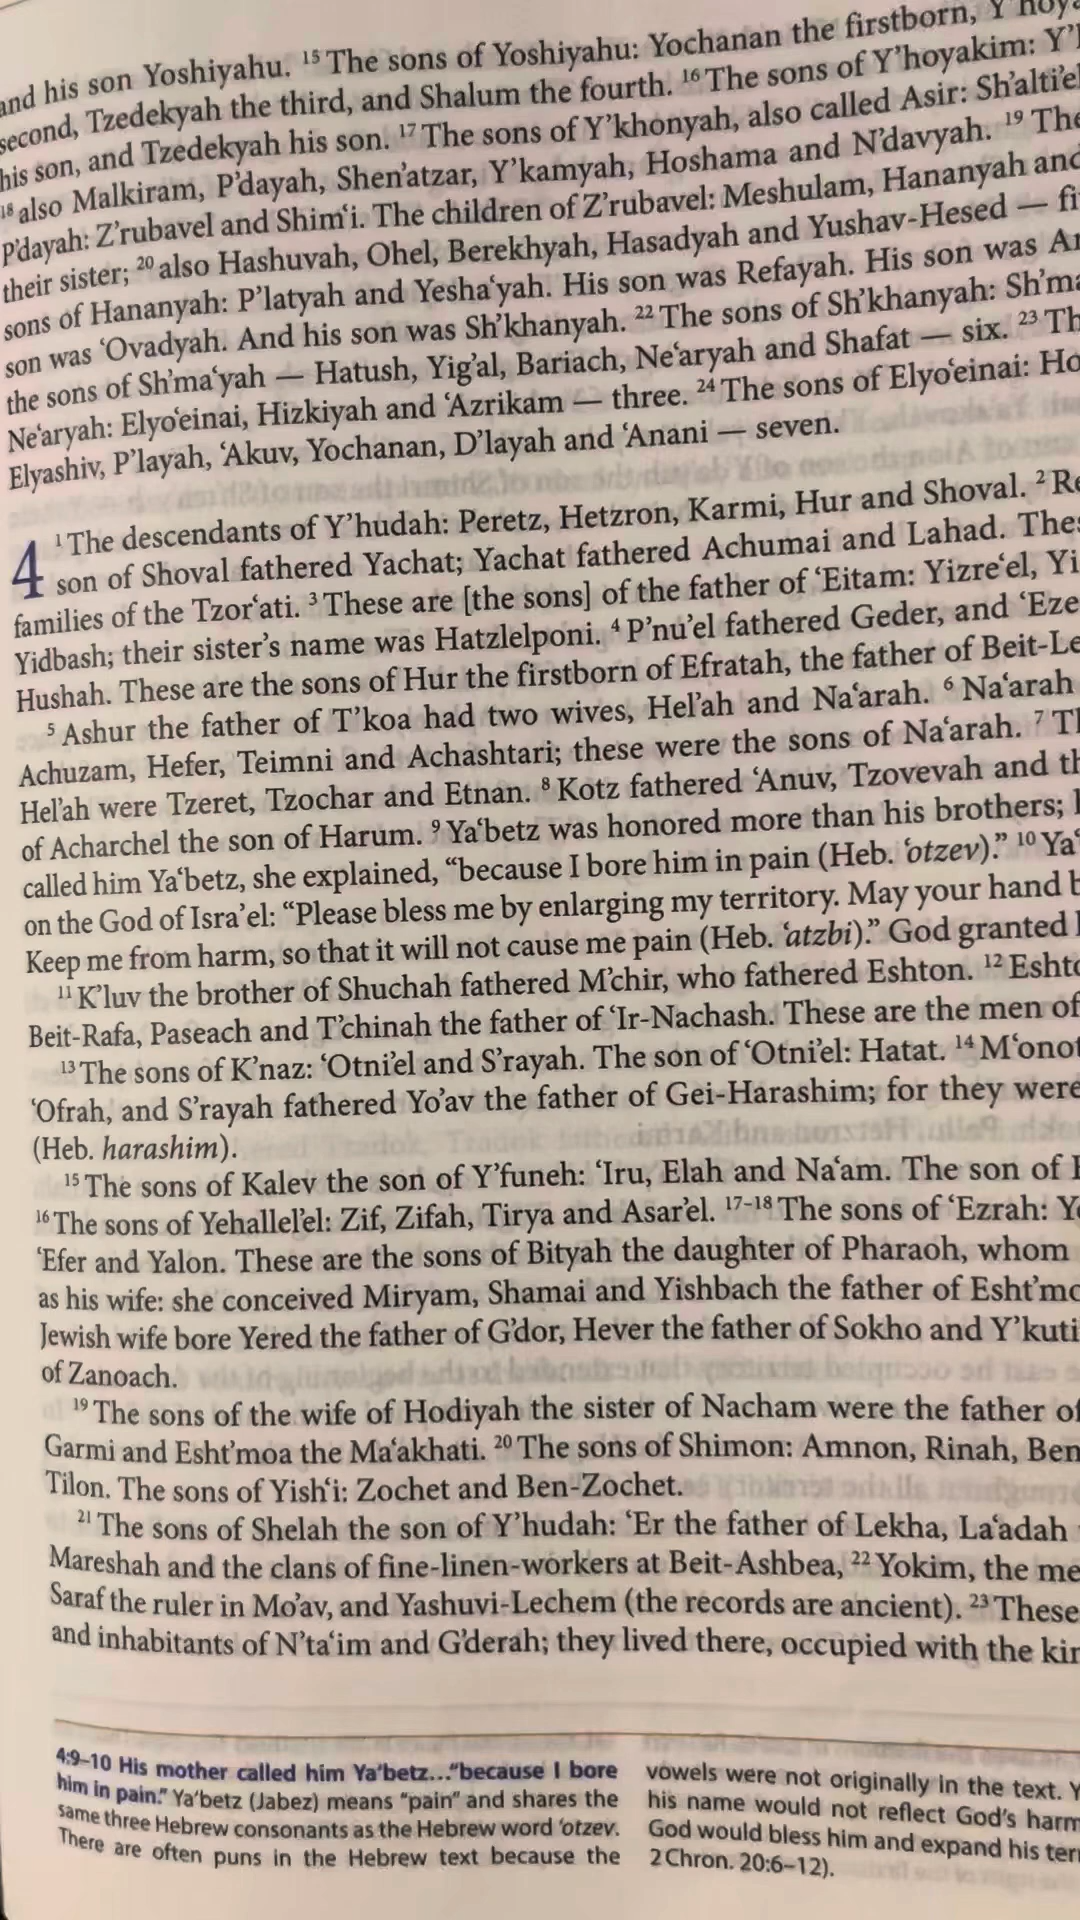 and his son Yoshiyahu. 15 The sons of Yoshiyahu: Yochanan the firstborn,
second, Tzedekyah the third, and Shalum the fourth. 16 The sons of Y'hoyakim:
his son, and Tzedekyah his son. 17 The sons of Y'khonyah, also called Asir: Sh'alti'el
18 also Malkiram, P'dayah, Shen'atzar, Y'kamyah, Hoshama and N'davyah. 19 The
P'dayah: Z'rubavel and Shim‘i. The children of Z'rubavel: Meshulam, Hananyah and
their sister; 20 also Hashuvah, Ohel, Berekhyah, Hasadyah and Yushav-Hesed — fi
sons of Hananyah: P'latyah and Yesha‘yah. His son was Refayah. His son was Ar
son was ‘Ovadyah. And his son was Sh'khanyah. 22 The sons of Sh'khanyah: Sh'ma
the sons of Sh'ma‘yah — Hatush, Yig'al, Bariach, Ne‘aryah and Shafat — six. 23 Th
Ne‘aryah: Elyo‘einai, Hizkiyah and ‘Azrikam — three. 24 The sons of Elyo‘einai: Ho
Elyashiv, P'layah, ‘Akuv, Yochanan, D'layah and ‘Anani — seven.
4 1 The descendants of Y'hudah: Peretz, Hetzron, Karmi, Hur and Shoval. 2 Re
son of Shoval fathered Yachat; Yachat fathered Achumai and Lahad. Thes
families of the Tzor‘ati. 3 These are [the sons] of the father of ‘Eitam: Yizre‘el, Yi
Yidbash; their sister's name was Hatzlelponi. 4 P'nu'el fathered Geder, and ‘Eze
Hushah. These are the sons of Hur the firstborn of Efratah, the father of Beit-Le
5 Ashur the father of T'koa had two wives, Hel'ah and Na‘arah. 6 Na‘arah
Achuzam, Hefer, Teimni and Achashtari; these were the sons of Na‘arah. 7 Th
Hel'ah were Tzeret, Tzochar and Etnan. 8 Kotz fathered ‘Anuv, Tzovevah and th
of Acharchel the son of Harum. 9 Ya‘betz was honored more than his brothers;
called him Ya‘betz, she explained, “because I bore him in pain (Heb. ‘otzev).” 10 Ya‘
on the God of Isra'el: “Please bless me by enlarging my territory. May your hand b
Keep me from harm, so that it will not cause me pain (Heb. ‘atzbi).” God granted
11 K'luv the brother of Shuchah fathered M'chir, who fathered Eshton. 12 Eshto
Beit-Rafa, Paseach and T'chinah the father of ‘Ir-Nachash. These are the men of
13 The sons of K'naz: ‘Otni'el and S'rayah. The son of ‘Otni'el: Hatat. 14 M‘onot
‘Ofrah, and S'rayah fathered Yo'av the father of Gei-Harashim; for they were
(Heb. harashim).
15 The sons of Kalev the son of Y'funeh: ‘Iru, Elah and Na‘am. The son of
16 The sons of Yehallel'el: Zif, Zifah, Tirya and Asar'el. 17-18 The sons of ‘Ezrah: Ye
‘Efer and Yalon. These are the sons of Bityah the daughter of Pharaoh, whom
as his wife: she conceived Miryam, Shamai and Yishbach the father of Esht'mo
Jewish wife bore Yered the father of G'dor, Hever the father of Sokho and Y'kuti
of Zanoach.
19 The sons of the wife of Hodiyah the sister of Nacham were the father of
Garmi and Esht'moa the Ma‘akhati. 20 The sons of Shimon: Amnon, Rinah, Ben
Tilon. The sons of Yish‘i: Zochet and Ben-Zochet.
21 The sons of Shelah the son of Y'hudah: ‘Er the father of Lekha, La‘adah
Mareshah and the clans of fine-linen-workers at Beit-Ashbea, 22 Yokim, the me
Saraf the ruler in Mo'av, and Yashuvi-Lechem (the records are ancient). 23 These
and inhabitants of N'ta‘im and G'derah; they lived there, occupied with the kin
4:9–10 His mother called him Ya‘betz...“because I bore
him in pain.” Ya‘betz (Jabez) means “pain” and shares the
same three Hebrew consonants as the Hebrew word ‘otzev.
There are often puns in the Hebrew text because the
vowels were not originally in the text. Y
his name would not reflect God's harm
God would bless him and expand his terr
2 Chron. 20:6–12).